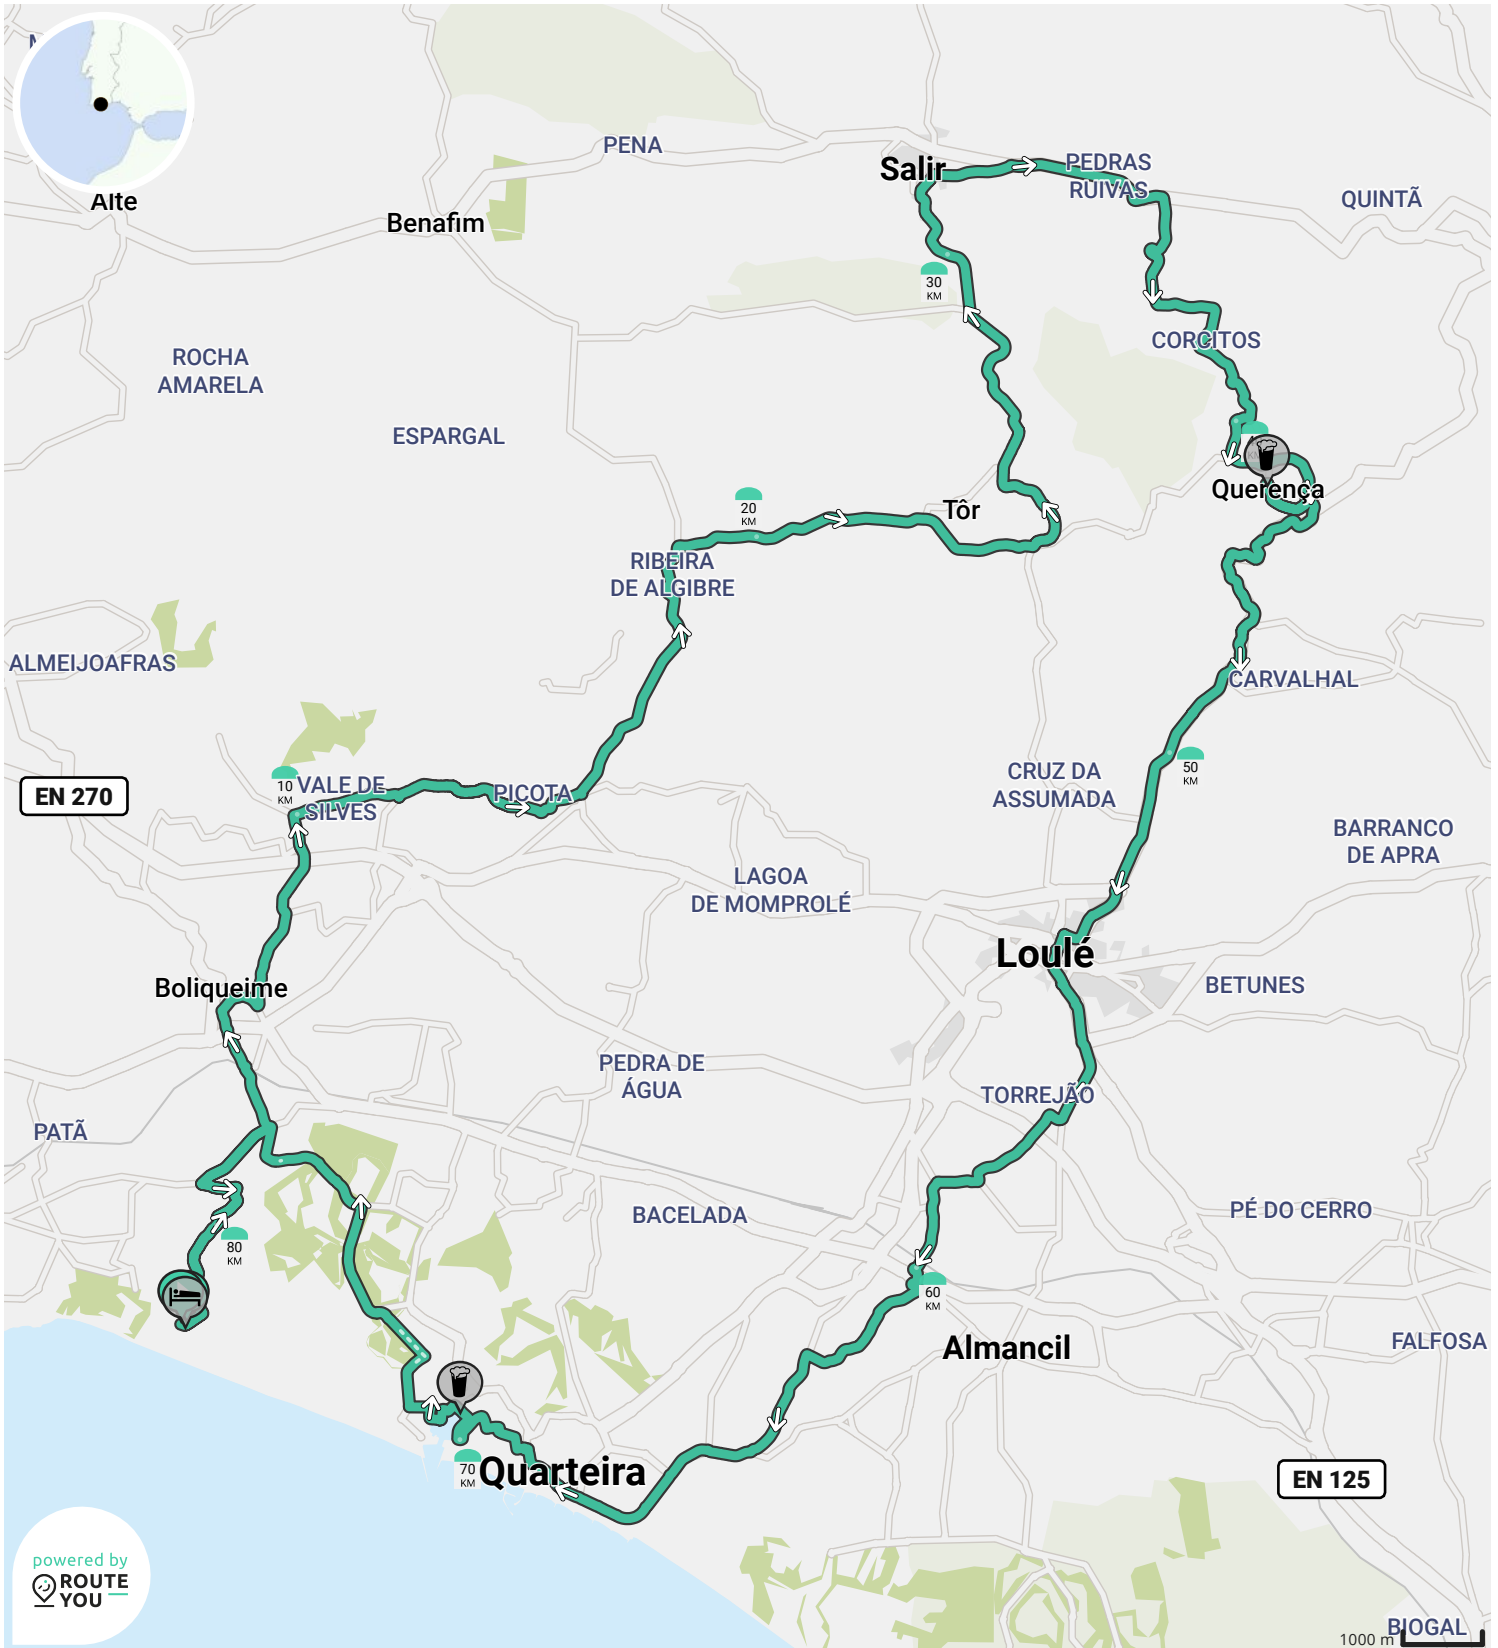 Alte
PENA
Salir
PEDRAS
RUIVAS
QUINTÃ
Benafim
30
KM
ROCHA
AMARELA
CORCITOS
ESPARGAL
Querença
20
KM
Tôr
RIBEIRA
DE ALGIBRE
ALMEIJOAFRAS
CARVALHAL
EN 270
10
KM
VALE DE
SILVES
PICOTA
CRUZ DA
ASSUMADA
50
KM
BARRANCO
DE APRA
LAGOA
DE MOMPROLÉ
Loulé
Boliqueime
BETUNES
PEDRA DE
ÁGUA
TORREJÃO
PATÃ
BACELADA
PÉ DO CERRO
80
KM
60
KM
Almancil
FALFOSA
70
KM
Quarteira
EN 125
powered by
ROUTE
YOU
BIOGAL
1000 m